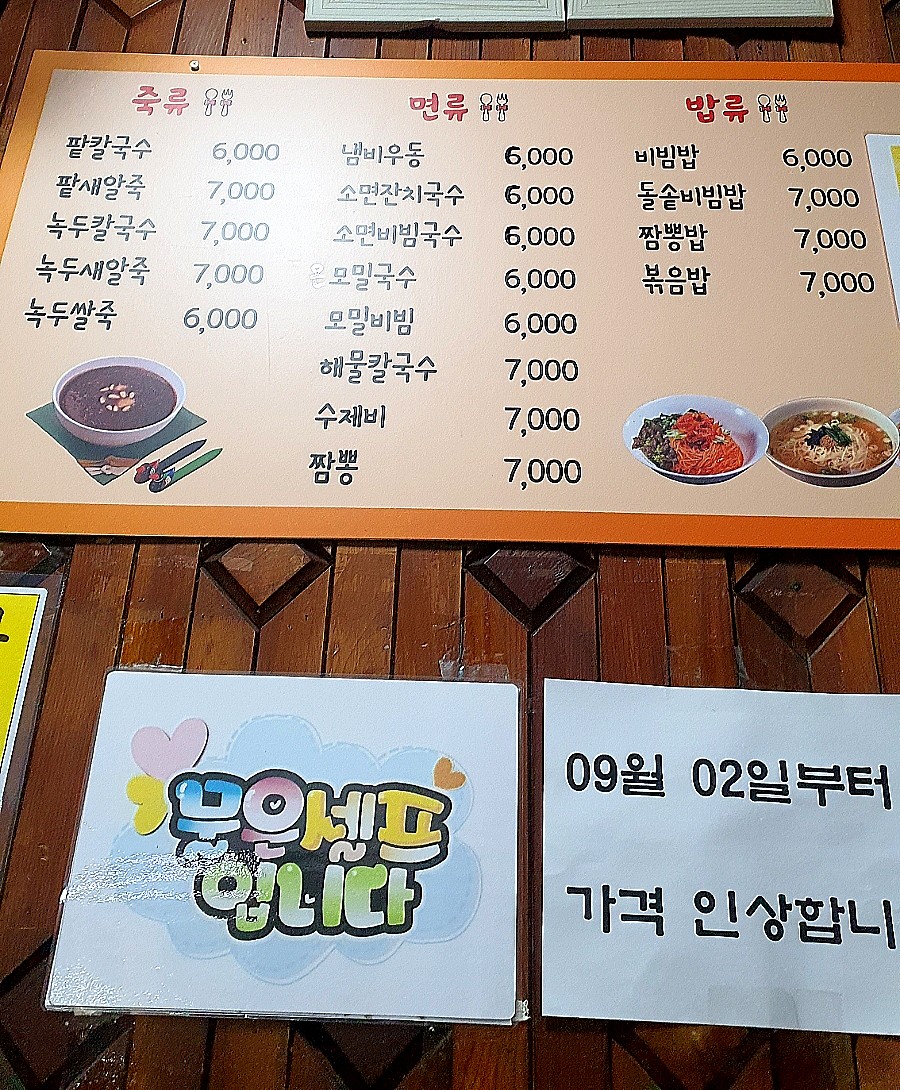 죽류
팥칼국수 6,000
팥새알죽 7,000
녹두칼국수 7,000
녹두새알죽 7,000
녹두쌀죽 6,000
면류
냄비우동 6,000
소면잔치국수 6,000
소면비빔국수 6,000
온모밀국수 6,000
모밀비빔 6,000
해물칼국수 7,000
수제비 7,000
짬뽕 7,000
밥류
비빔밥 6,000
돌솥비빔밥 7,000
짬뽕밥 7,000
볶음밥 7,000
물은셀프
입니다
09월 02일부터
가격 인상합니